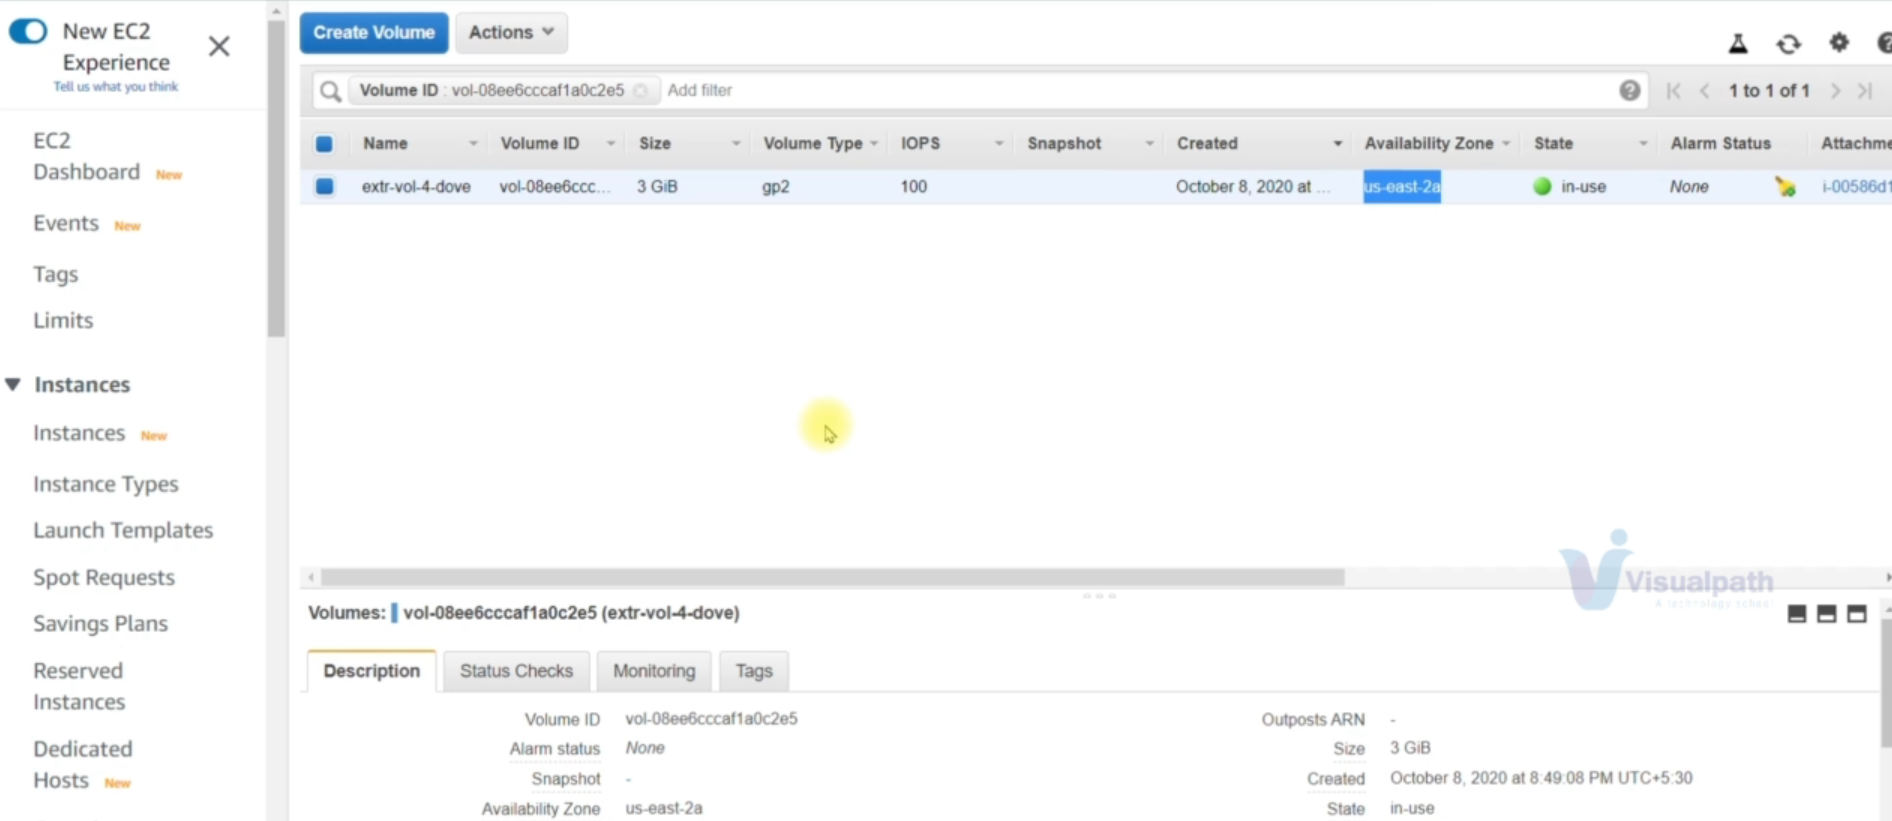 New EC2
Experience
Tell us what you think
EC2
Dashboard New
Events New
Tags
Limits
Instances
Instances New
Instance Types
Launch Templates
Spot Requests
Savings Plans
Reserved
Instances
Dedicated
Hosts New
Create Volume Actions
Volume ID : vol-08ee6cccaf1a0c2e5 Add filter 1 to 1 of 1
Name Volume ID Size Volume Type IOPS Snapshot Created Availability Zone State Alarm Status Attachme
extr-vol-4-dove vol-08ee6ccc... 3 GiB gp2 100 October 8, 2020 at ... us-east-2a in-use None i-00586d1
Visualpath
A technology school
Volumes: vol-08ee6cccaf1a0c2e5 (extr-vol-4-dove)
Description Status Checks Monitoring Tags
Volume ID vol-08ee6cccaf1a0c2e5 Outposts ARN -
Alarm status None Size 3 GiB
Snapshot - Created October 8, 2020 at 8:49:08 PM UTC+5:30
Availability Zone us-east-2a State in-use